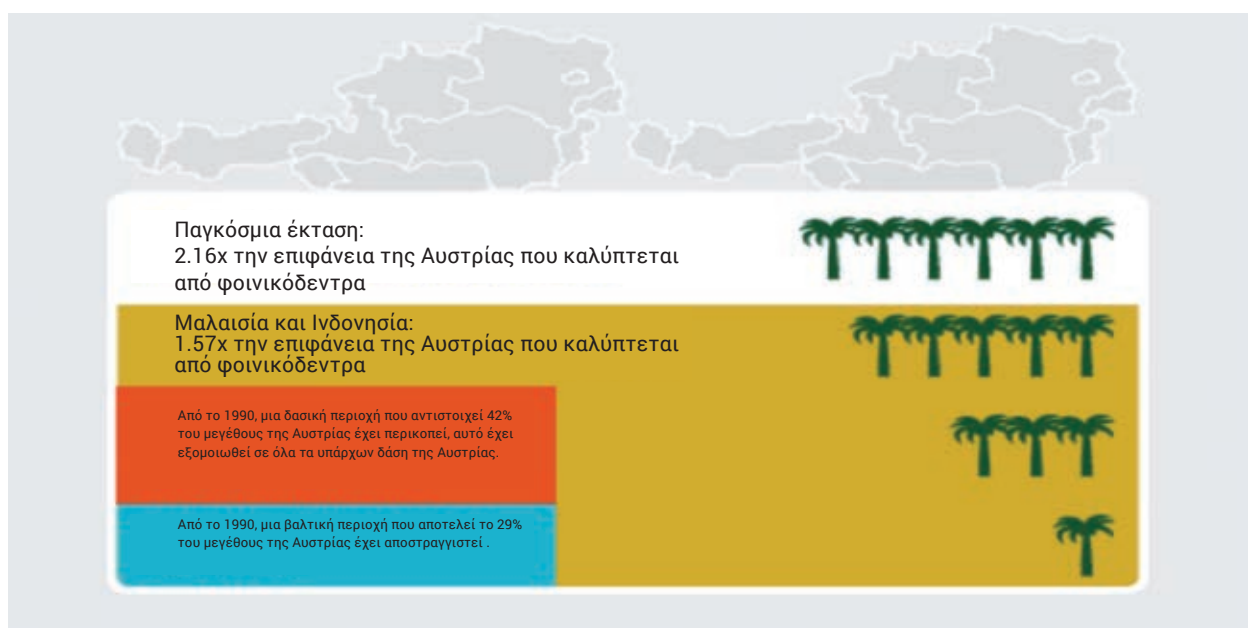 Παγκόσμια έκταση:
2.16x την επιφάνεια της Αυστρίας που καλύπτεται
από φοινικόδεντρα
Μαλαισία και Ινδονησία:
1.57x την επιφάνεια της Αυστρίας που καλύπτεται
από φοινικόδεντρα
Από το 1990, μια δασική περιοχή που αντιστοιχεί 42%
του μεγέθους της Αυστρίας έχει περικοπεί, αυτό έχει
εξομοιωθεί σε όλα τα υπάρχων δάση της Αυστρίας.
Από το 1990, μια βαλτική περιοχή που αποτελεί το 29%
του μεγέθους της Αυστρίας έχει αποστραγγιστεί .